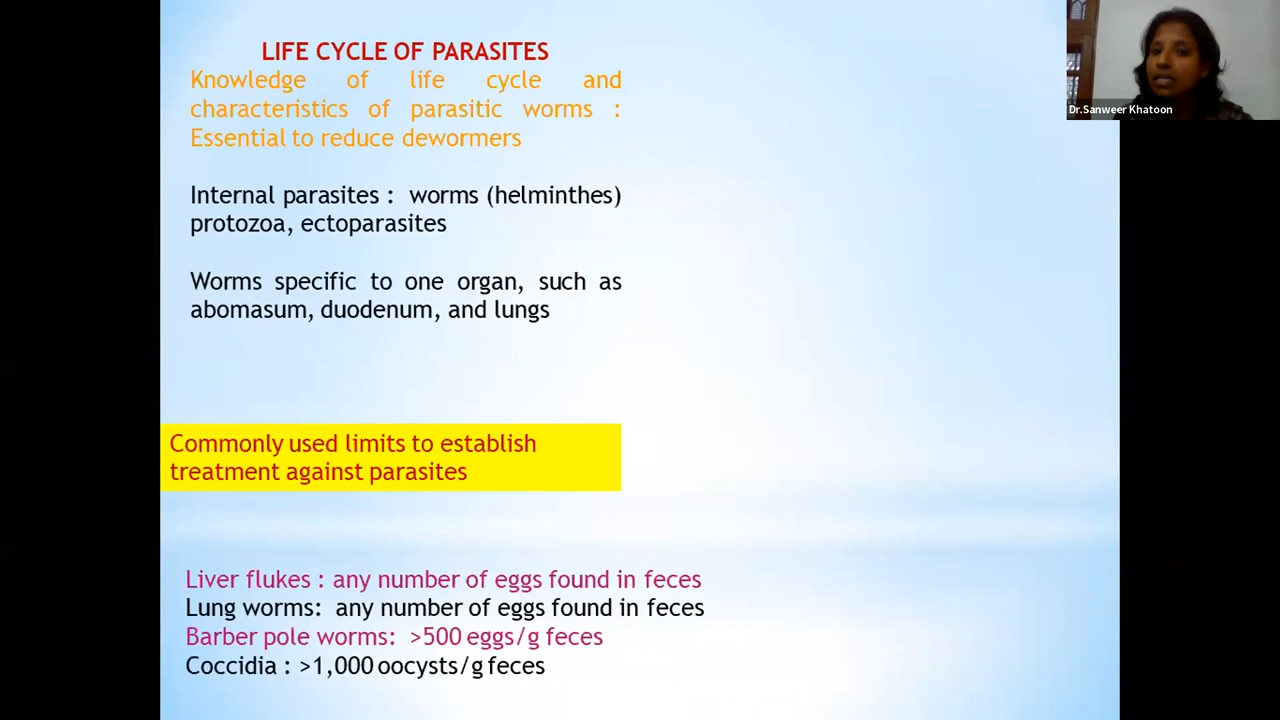 LIFE CYCLE OF PARASITES
Knowledge of life cycle and
characteristics of parasitic worms :
Essential to reduce dewormers
Internal parasites : worms (helminthes)
protozoa, ectoparasites
Worms specific to one organ, such as
abomasum, duodenum, and lungs
Commonly used limits to establish
treatment against parasites
Liver flukes : any number of eggs found in feces
Lung worms: any number of eggs found in feces
Barber pole worms: >500 eggs/g feces
Coccidia : >1,000 oocysts/g feces
Dr.Sanweer Khatoon